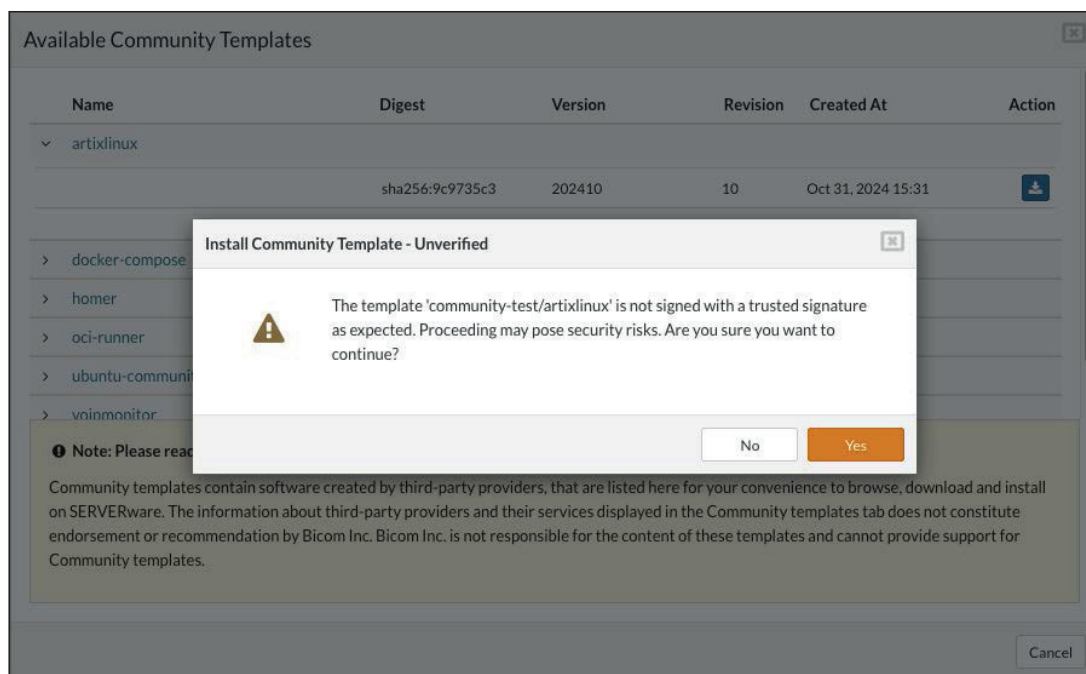 Available Community Templates
Name Digest Version Revision Created At Action
artixlinux
sha256:9c9735c3 202410 10 Oct 31, 2024 15:31
Install Community Template - Unverified
docker-compose
homer
The template 'community-test/artixlinux' is not signed with a trusted signature
as expected. Proceeding may pose security risks. Are you sure you want to
continue?
oci-runner
ubuntu-communit
voipmonitor
No Yes
Note: Please read
Community templates contain software created by third-party providers, that are listed here for your convenience to browse, download and install
on SERVERware. The information about third-party providers and their services displayed in the Community templates tab does not constitute
endorsement or recommendation by Bicom Inc. Bicom Inc. is not responsible for the content of these templates and cannot provide support for
Community templates.
Cancel